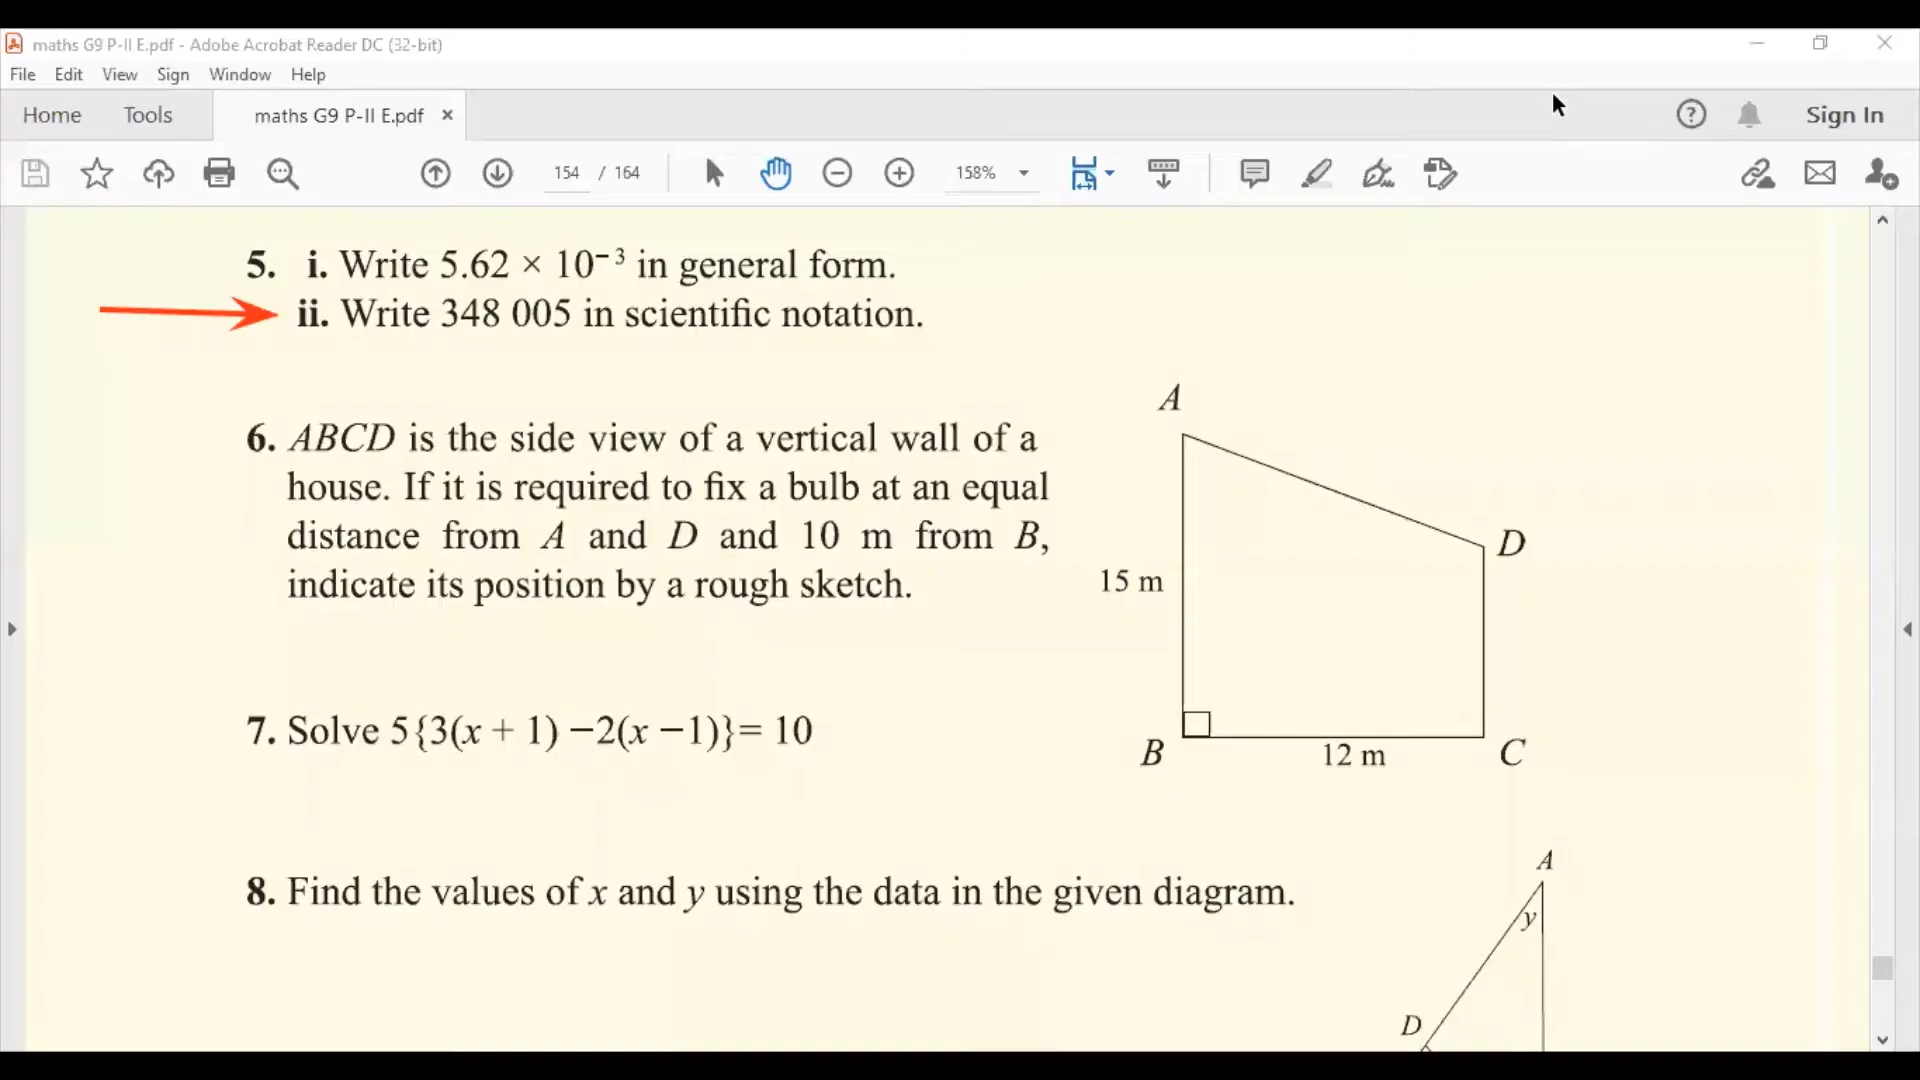 maths G9 P-II E.pdf - Adobe Acrobat Reader DC (32-bit)
File Edit View Sign Window Help
Home Tools maths G9 P-II E.pdf × Sign In
154 / 164 158%
5. i. Write 5.62 × 10⁻³ in general form.
ii. Write 348 005 in scientific notation.
6. ABCD is the side view of a vertical wall of a
house. If it is required to fix a bulb at an equal
distance from A and D and 10 m from B,
indicate its position by a rough sketch.
A
D
15 m
B
12 m
C
7. Solve 5{3(x + 1) −2(x −1)}= 10
8. Find the values of x and y using the data in the given diagram.
A
y
D